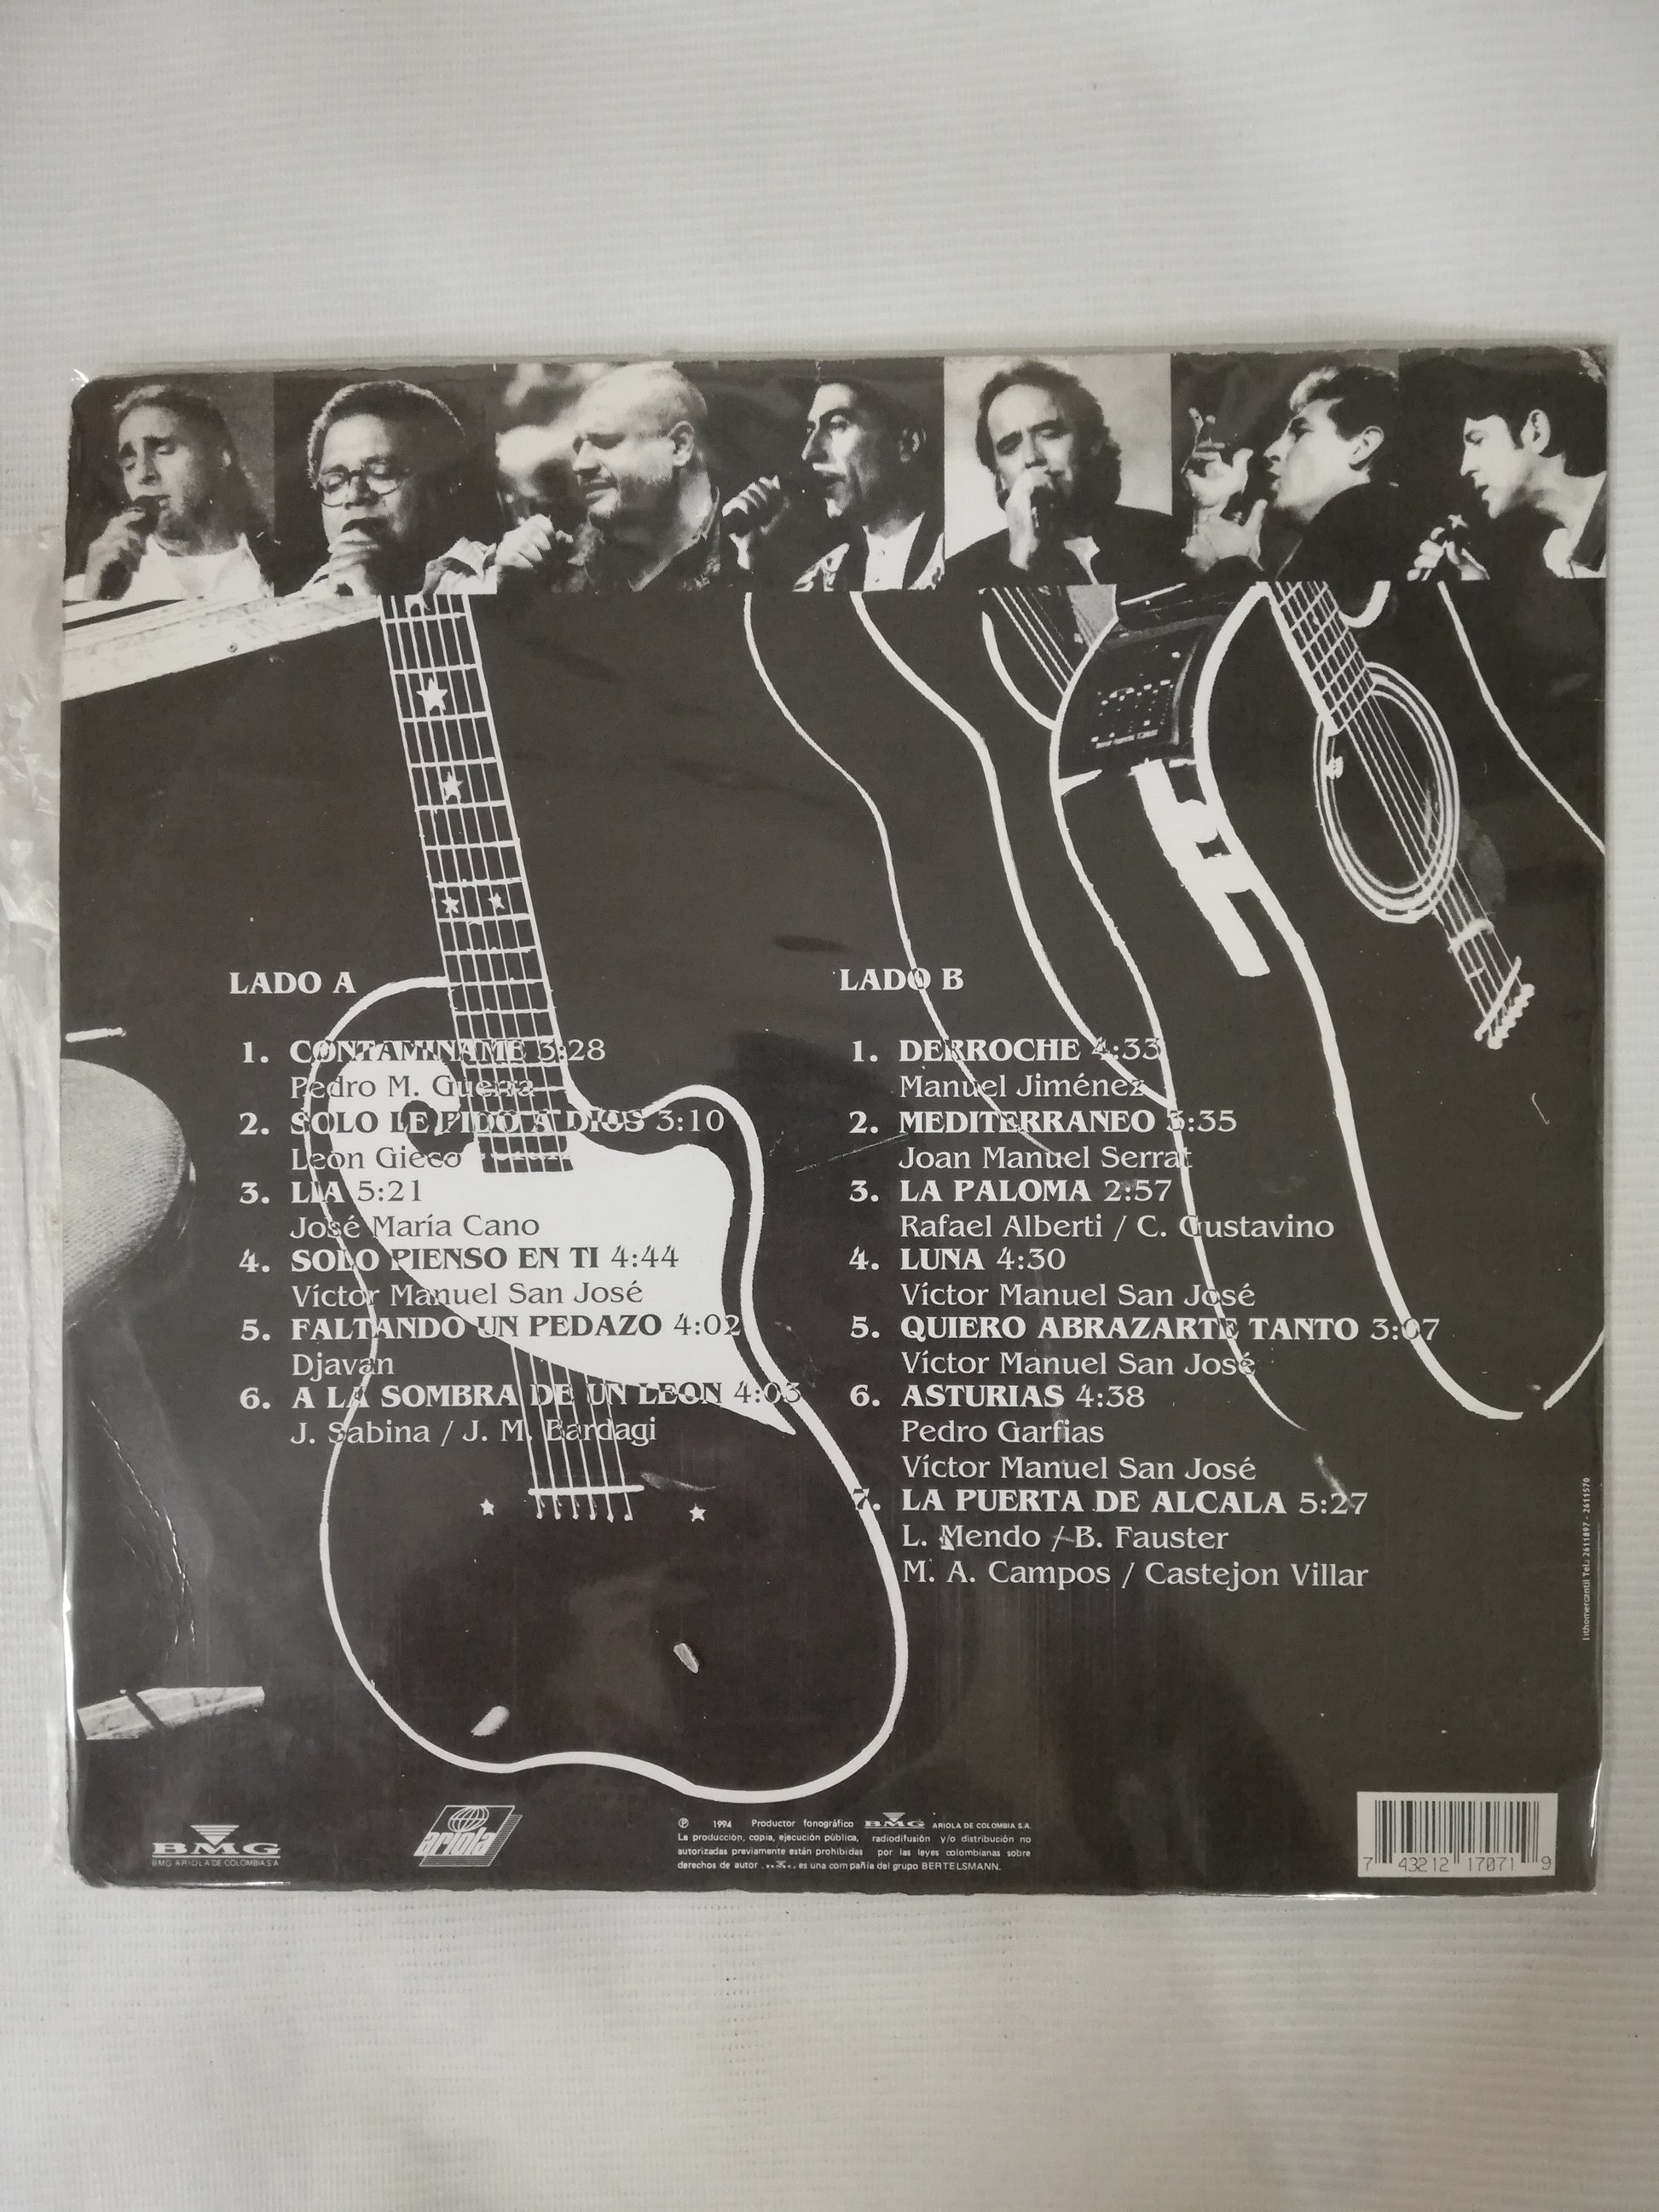 LADO A
1. CONTAMINAME 3:28
Pedro M. Guerra
2. SOLO LE PIDO A DIOS 3:10
Leon Gieco
3. LIA 5:21
José María Cano
4. SOLO PIENSO EN TI 4:44
Víctor Manuel San José
5. FALTANDO UN PEDAZO 4:02
Djavan
6. A LA SOMBRA DE UN LEON 4:03
J. Sabina / J. M. Bardagi
LADO B
1. DERROCHE 4:33
Manuel Jiménez
2. MEDITERRANEO 3:35
Joan Manuel Serrat
3. LA PALOMA 2:57
Rafael Alberti / C. Gustavino
4. LUNA 4:30
Víctor Manuel San José
5. QUIERO ABRAZARTE TANTO 3:07
Víctor Manuel San José
6. ASTURIAS 4:38
Pedro Garfias
Víctor Manuel San José
7. LA PUERTA DE ALCALA 5:27
L. Mendo / B. Fauster
M. A. Campos / Castejon Villar
Lithomercantil Tel.: 2611897 - 2611570
BMG
BMG ARIOLA DE COLOMBIA S.A
ariola
℗ 1994 Productor fonográfico BMG ARIOLA DE COLOMBIA S.A.
La producción, copia, ejecución pública, radiodifusión y/o distribución no
autorizadas previamente están prohibidas por las leyes colombianas sobre
derechos de autor es una compañía del grupo BERTELSMANN.
7 43212 17071 9